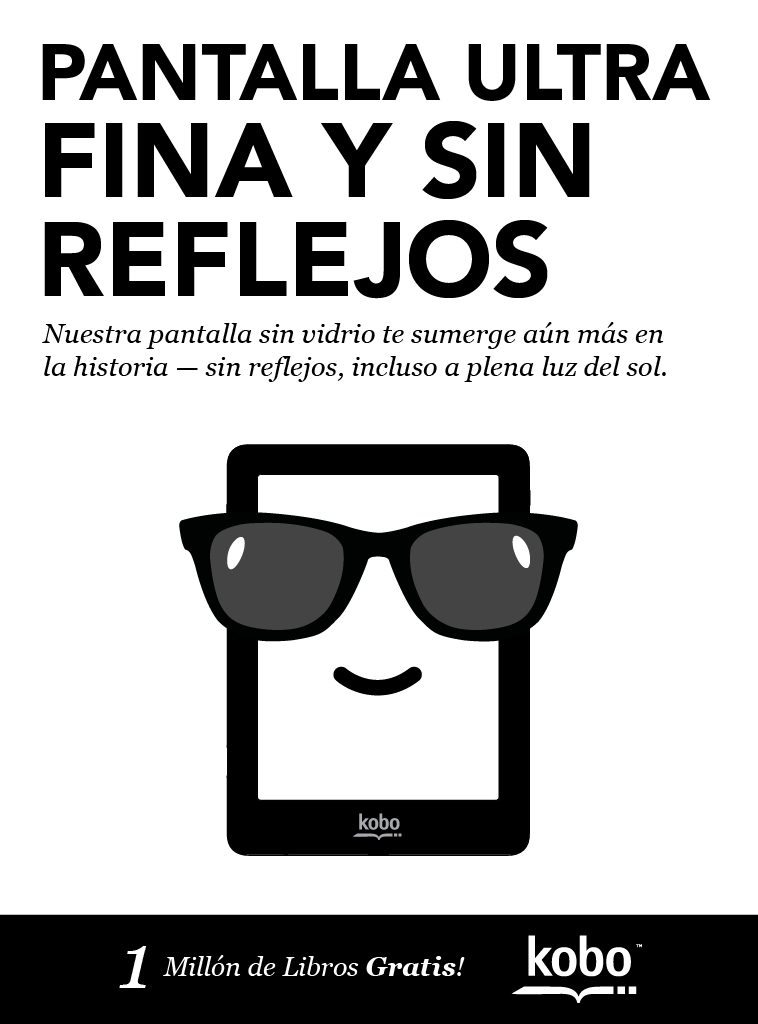 PANTALLA ULTRA
FINA Y SIN
REFLEJOS
Nuestra pantalla sin vidrio te sumerge aún más en
la historia — sin reflejos, incluso a plena luz del sol.
kobo
1 Millón de Libros Gratis!
kobo™